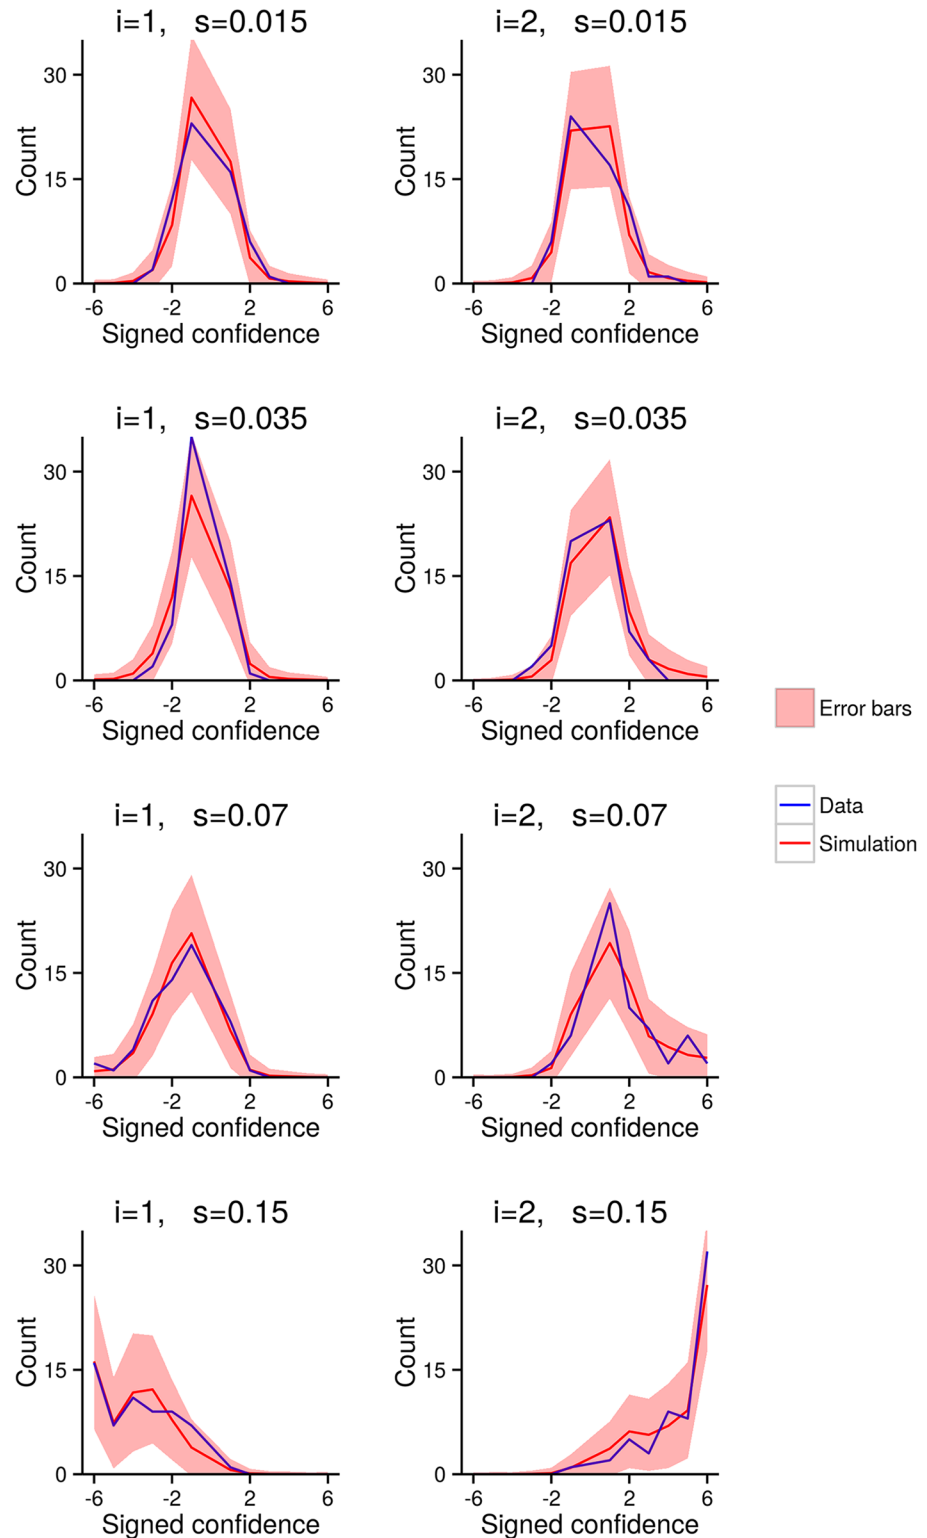 i=1, s=0.015
i=2, s=0.015
Count
30
15
0
-6 -2 2 6
Signed confidence
Count
30
15
0
-6 -2 2 6
Signed confidence
i=1, s=0.035
i=2, s=0.035
Count
30
15
0
-6 -2 2 6
Signed confidence
Count
30
15
0
-6 -2 2 6
Signed confidence
Error bars
Data
Simulation
i=1, s=0.07
i=2, s=0.07
Count
30
15
0
-6 -2 2 6
Signed confidence
Count
30
15
0
-6 -2 2 6
Signed confidence
i=1, s=0.15
i=2, s=0.15
Count
30
15
0
-6 -2 2 6
Signed confidence
Count
30
15
0
-6 -2 2 6
Signed confidence